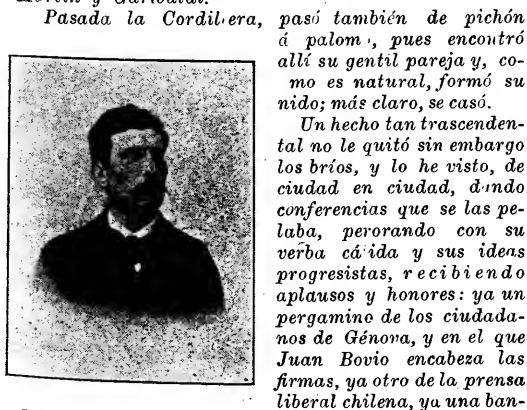 Pasada la Cordillera, pasó también de pichón
á paloma, pues encontró
allí su gentil pareja y, co-
mo es natural, formó su
nido; más claro, se casó.
Un hecho tan trascenden-
tal no le quitó sin embargo
los bríos, y lo he visto, de
ciudad en ciudad, dando
conferencias que se las pe-
laba, perorando con su
verba cálida y sus ideas
progresistas, recibiendo
aplausos y honores: ya un
pergamino de los ciudada-
nos de Génova, y en el que
Juan Bovio encabeza las
firmas, ya otro de la prensa
liberal chilena, ya una ban-